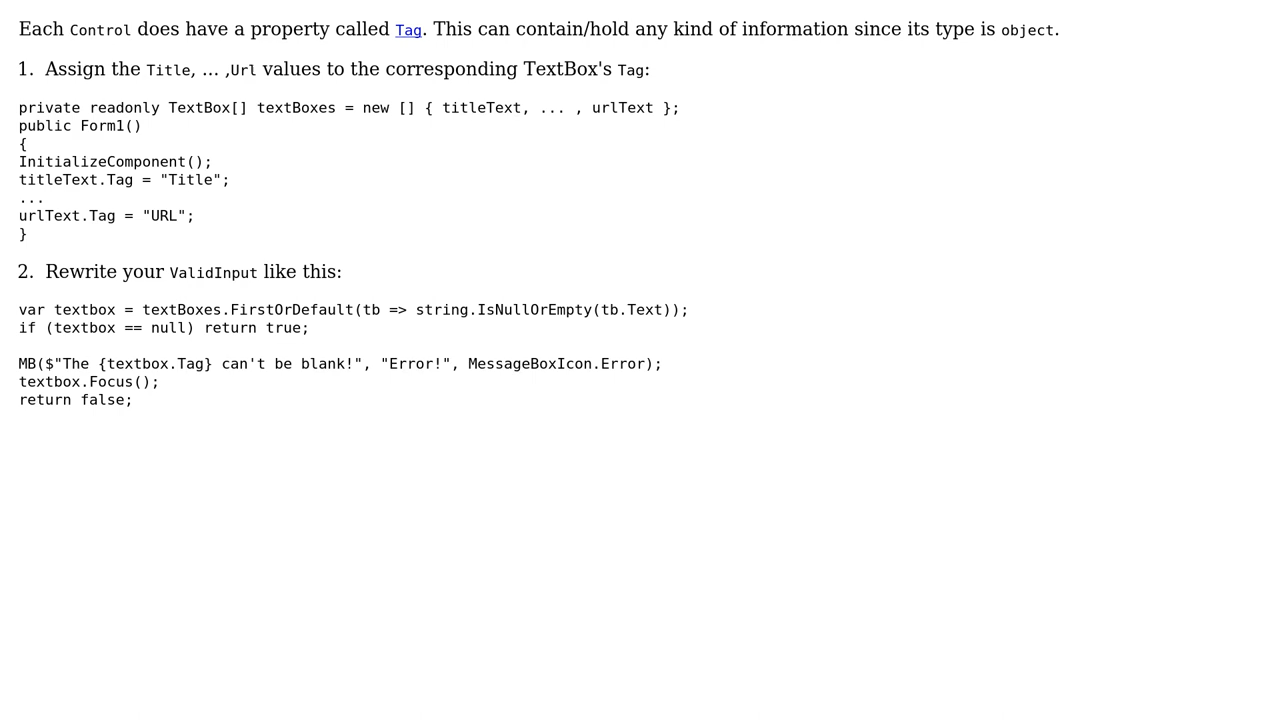 Each Control does have a property called Tag. This can contain/hold any kind of information since its type is object.
1. Assign the Title, ... ,Url values to the corresponding TextBox's Tag:
private readonly TextBox[] textBoxes = new [] { titleText, ... , urlText };
public Form1()
{
InitializeComponent();
titleText.Tag = "Title";
...
urlText.Tag = "URL";
}
2. Rewrite your ValidInput like this:
var textbox = textBoxes.FirstOrDefault(tb => string.IsNullOrEmpty(tb.Text));
if (textbox == null) return true;
MB($"The {textbox.Tag} can't be blank!", "Error!", MessageBoxIcon.Error);
textbox.Focus();
return false;